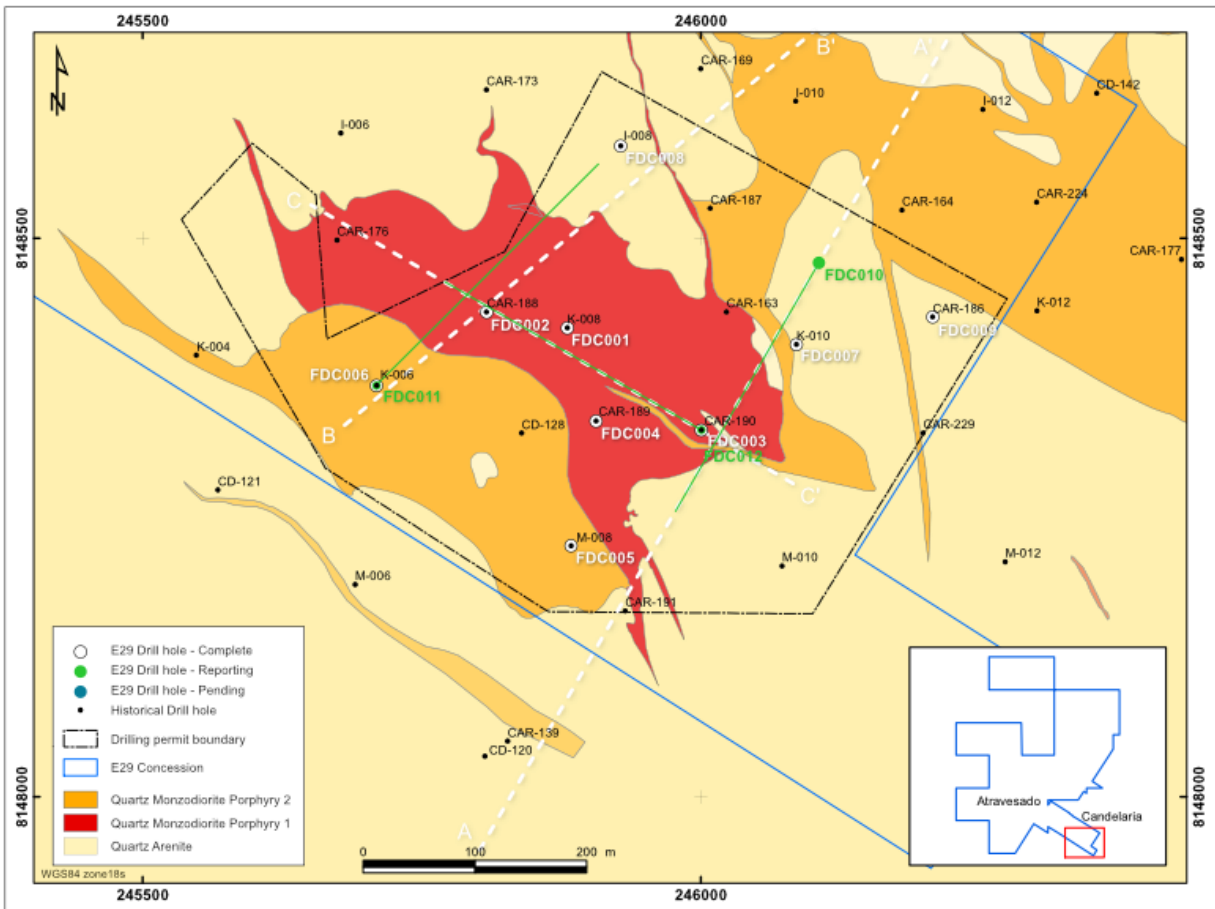 245500
246000
B'
A'
CAR-169
CAR-173
I-010
I-012
CD-142
I-006
I-008
FDC008
C
CAR-187
CAR-164
CAR-224
8148500
CAR-176
8148500
CAR-177
FDC010
CAR-188
FDC002
K-008
FDC001
CAR-163
CAR-186
FDC009
K-012
K-010
FDC007
K-004
FDC006
K-006
FDC011
B
CD-128
CAR-189
FDC004
CAR-190
FDC003
FDC012
CAR-229
C'
CD-121
M-008
FDC005
M-006
M-010
M-012
CAR-191
CAR-139
CD-120
A
8148000
8148000
E29 Drill hole - Complete
E29 Drill hole - Reporting
E29 Drill hole - Pending
Historical Drill hole
Drilling permit boundary
E29 Concession
Quartz Monzodiorite Porphyry 2
Quartz Monzodiorite Porphyry 1
Quartz Arenite
WGS84 zone18s
0 100 200 m
Atravesado
Candelaria
N
245500
246000